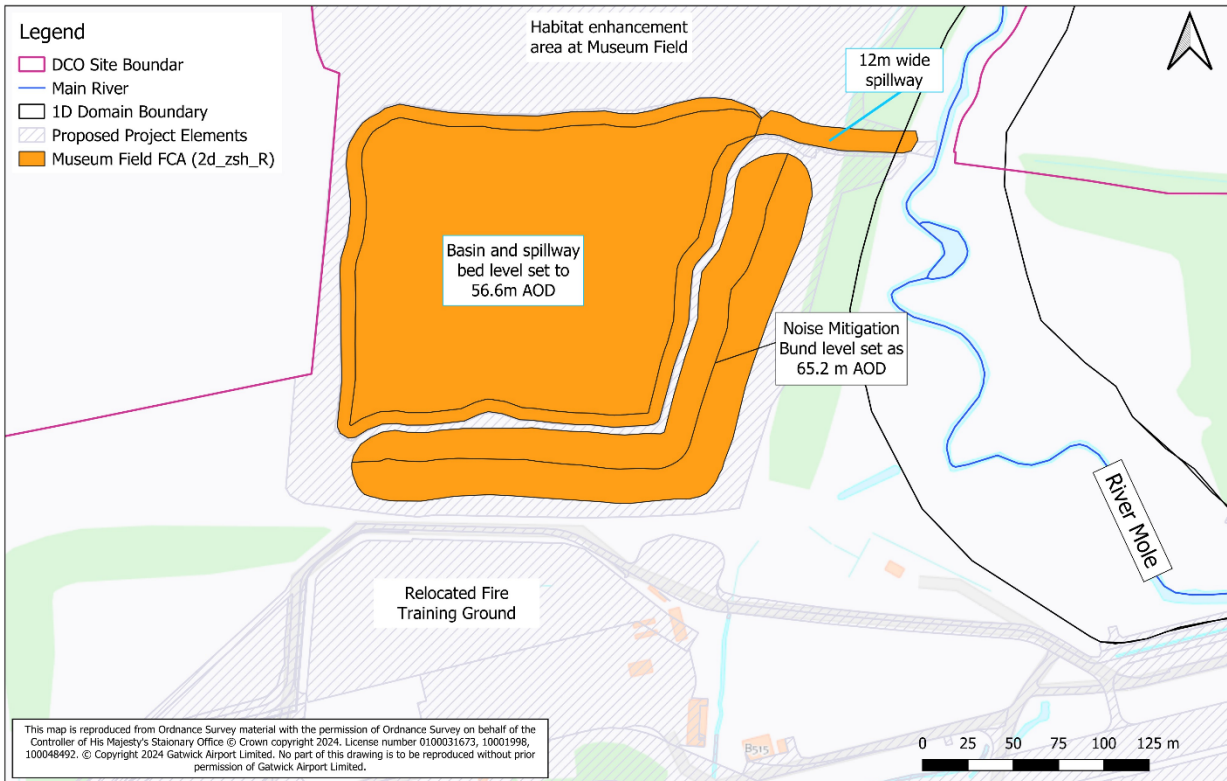 Legend
DCO Site Boundar
Main River
1D Domain Boundary
Proposed Project Elements
Museum Field FCA (2d_zsh_R)
Habitat enhancement
area at Museum Field
12m wide
spillway
Basin and spillway
bed level set to
56.6m AOD
Noise Mitigation
Bund level set as
65.2 m AOD
River Mole
Relocated Fire
Training Ground
B515
This map is reproduced from Ordnance Survey material with the permission of Ordnance Survey on behalf of the
Controller of His Majesty's Staionary Office © Crown copyright 2024. License number 0100031673, 10001998,
100048492. © Copyright 2024 Gatwick Airport Limited. No part of this drawing is to be reproduced without prior
permission of Gatwick Airport Limited.
0 25 50 75 100 125 m